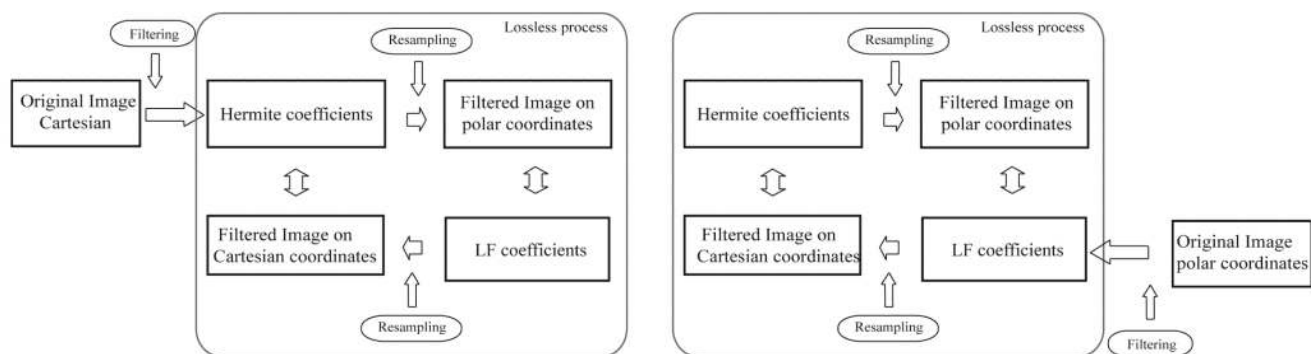 Lossless process
Filtering
Resampling
Original Image
Cartesian
Hermite coefficients
Filtered Image on
polar coordinates
Filtered Image on
Cartesian coordinates
LF coefficients
Resampling
Lossless process
Resampling
Hermite coefficients
Filtered Image on
polar coordinates
Filtered Image on
Cartesian coordinates
LF coefficients
Original Image
polar coordinates
Resampling
Filtering